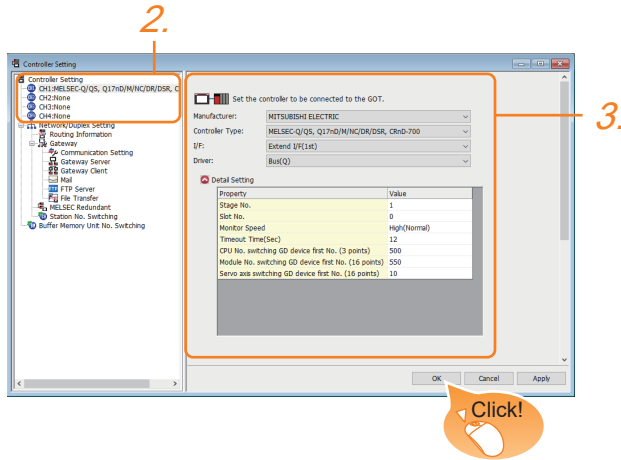 2.
Controller Setting
Controller Setting
CH1:MELSEC-Q/QS, Q17nD/M/NC/DR/DSR, C
CH2:None
CH3:None
CH4:None
Network/Duplex Setting
Routing Information
Gateway
Communication Setting
Gateway Server
Gateway Client
Mail
FTP Server
File Transfer
MELSEC Redundant
Station No. Switching
Buffer Memory Unit No. Switching
Set the controller to be connected to the GOT.
Manufacturer: MITSUBISHI ELECTRIC
Controller Type: MELSEC-Q/QS, Q17nD/M/NC/DR/DSR, CRnD-700
I/F: Extend I/F(1st)
Driver: Bus(Q)
Detail Setting
Property Value
Stage No. 1
Slot No. 0
Monitor Speed High(Normal)
Timeout Time(Sec) 12
CPU No. switching GD device first No. (3 points) 500
Module No. switching GD device first No. (16 points) 550
Servo axis switching GD device first No. (16 points) 10
3.
OK Cancel Apply
Click!